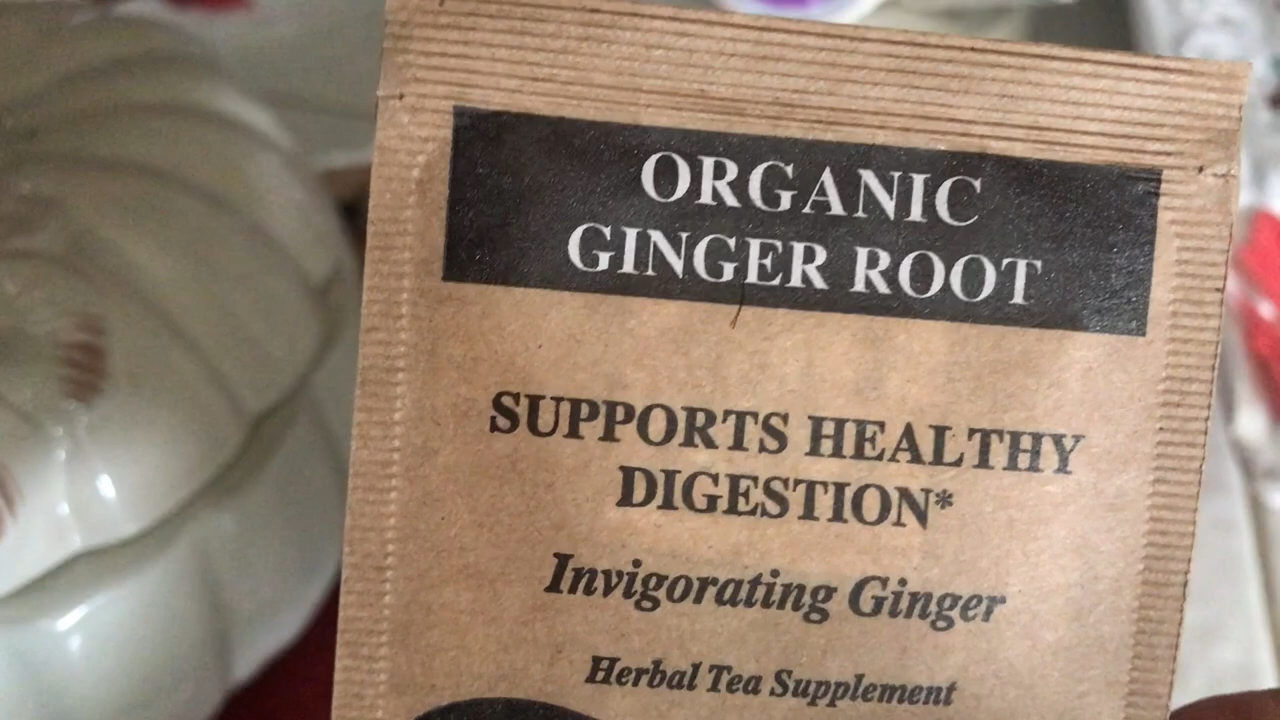 ORGANIC
GINGER ROOT
SUPPORTS HEALTHY
DIGESTION*
Invigorating Ginger
Herbal Tea Supplement